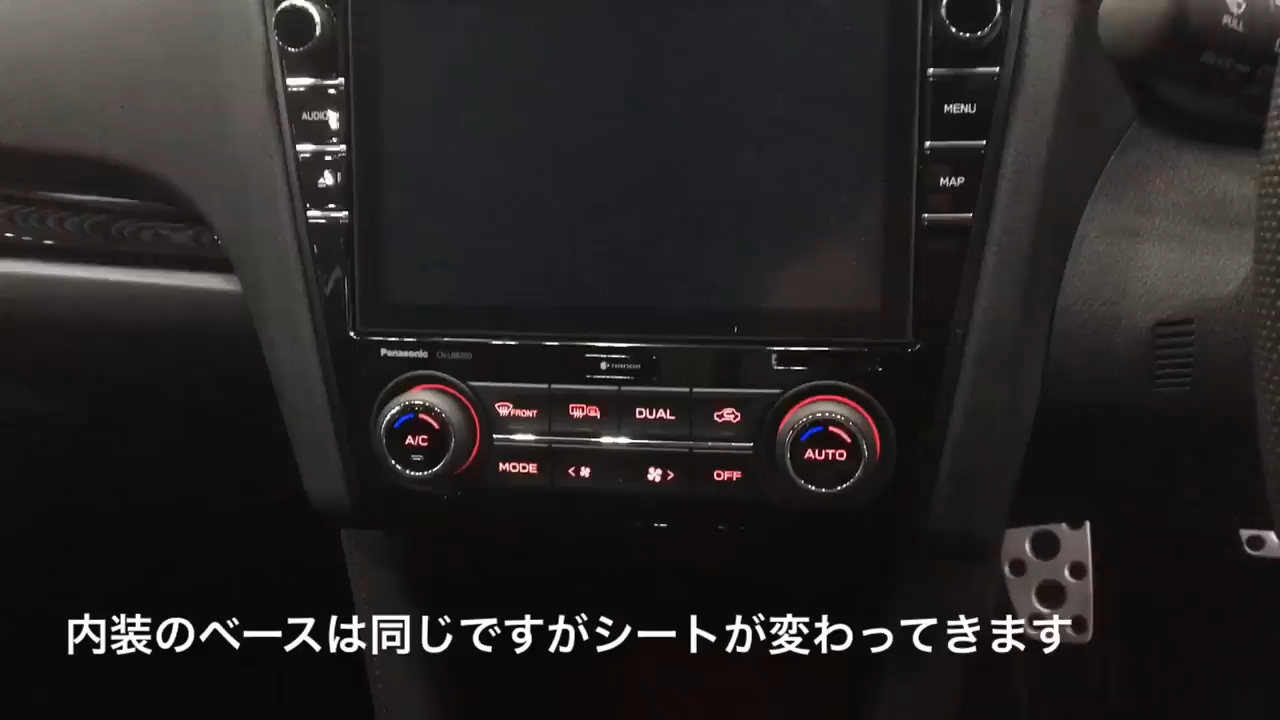 PULL
AUDIO
MENU
MAP
Panasonic
FRONT
DUAL
A/C
AUTO
MODE
<
>
OFF
内装のベースは同じですがシートが変わってきます